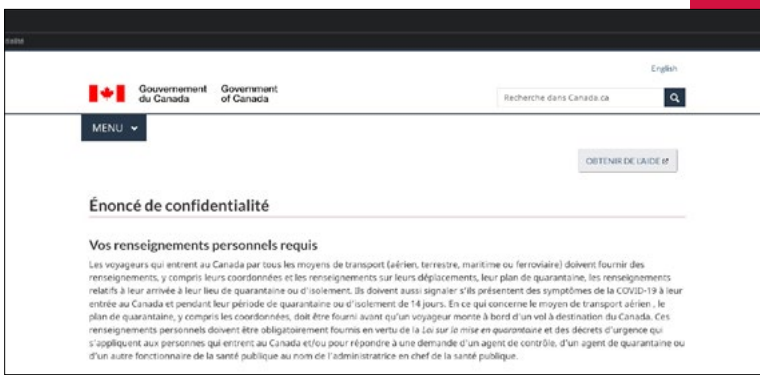 English
Gouvernement du Canada
Government of Canada
Recherche dans Canada.ca
MENU
OBTENIR DE L'AIDE
Énoncé de confidentialité
Vos renseignements personnels requis
Les voyageurs qui entrent au Canada par tous les moyens de transport (aérien, terrestre, maritime ou ferroviaire) doivent fournir des
renseignements, y compris leurs coordonnées et les renseignements sur leurs déplacements, leur plan de quarantaine, les renseignements
relatifs à leur arrivée à leur lieu de quarantaine ou d'isolement. Ils doivent aussi signaler s'ils présentent des symptômes de la COVID-19 à leur
entrée au Canada et pendant leur période de quarantaine ou d'isolement de 14 jours. En ce qui concerne le moyen de transport aérien , le
plan de quarantaine, y compris les coordonnées, doit être fourni avant qu'un voyageur monte à bord d'un vol à destination du Canada. Ces
renseignements personnels doivent être obligatoirement fournis en vertu de la Loi sur la mise en quarantaine et des décrets d'urgence qui
s'appliquent aux personnes qui entrent au Canada et/ou pour répondre à une demande d'un agent de contrôle, d'un agent de quarantaine ou
d'un autre fonctionnaire de la santé publique au nom de l'administratrice en chef de la santé publique.